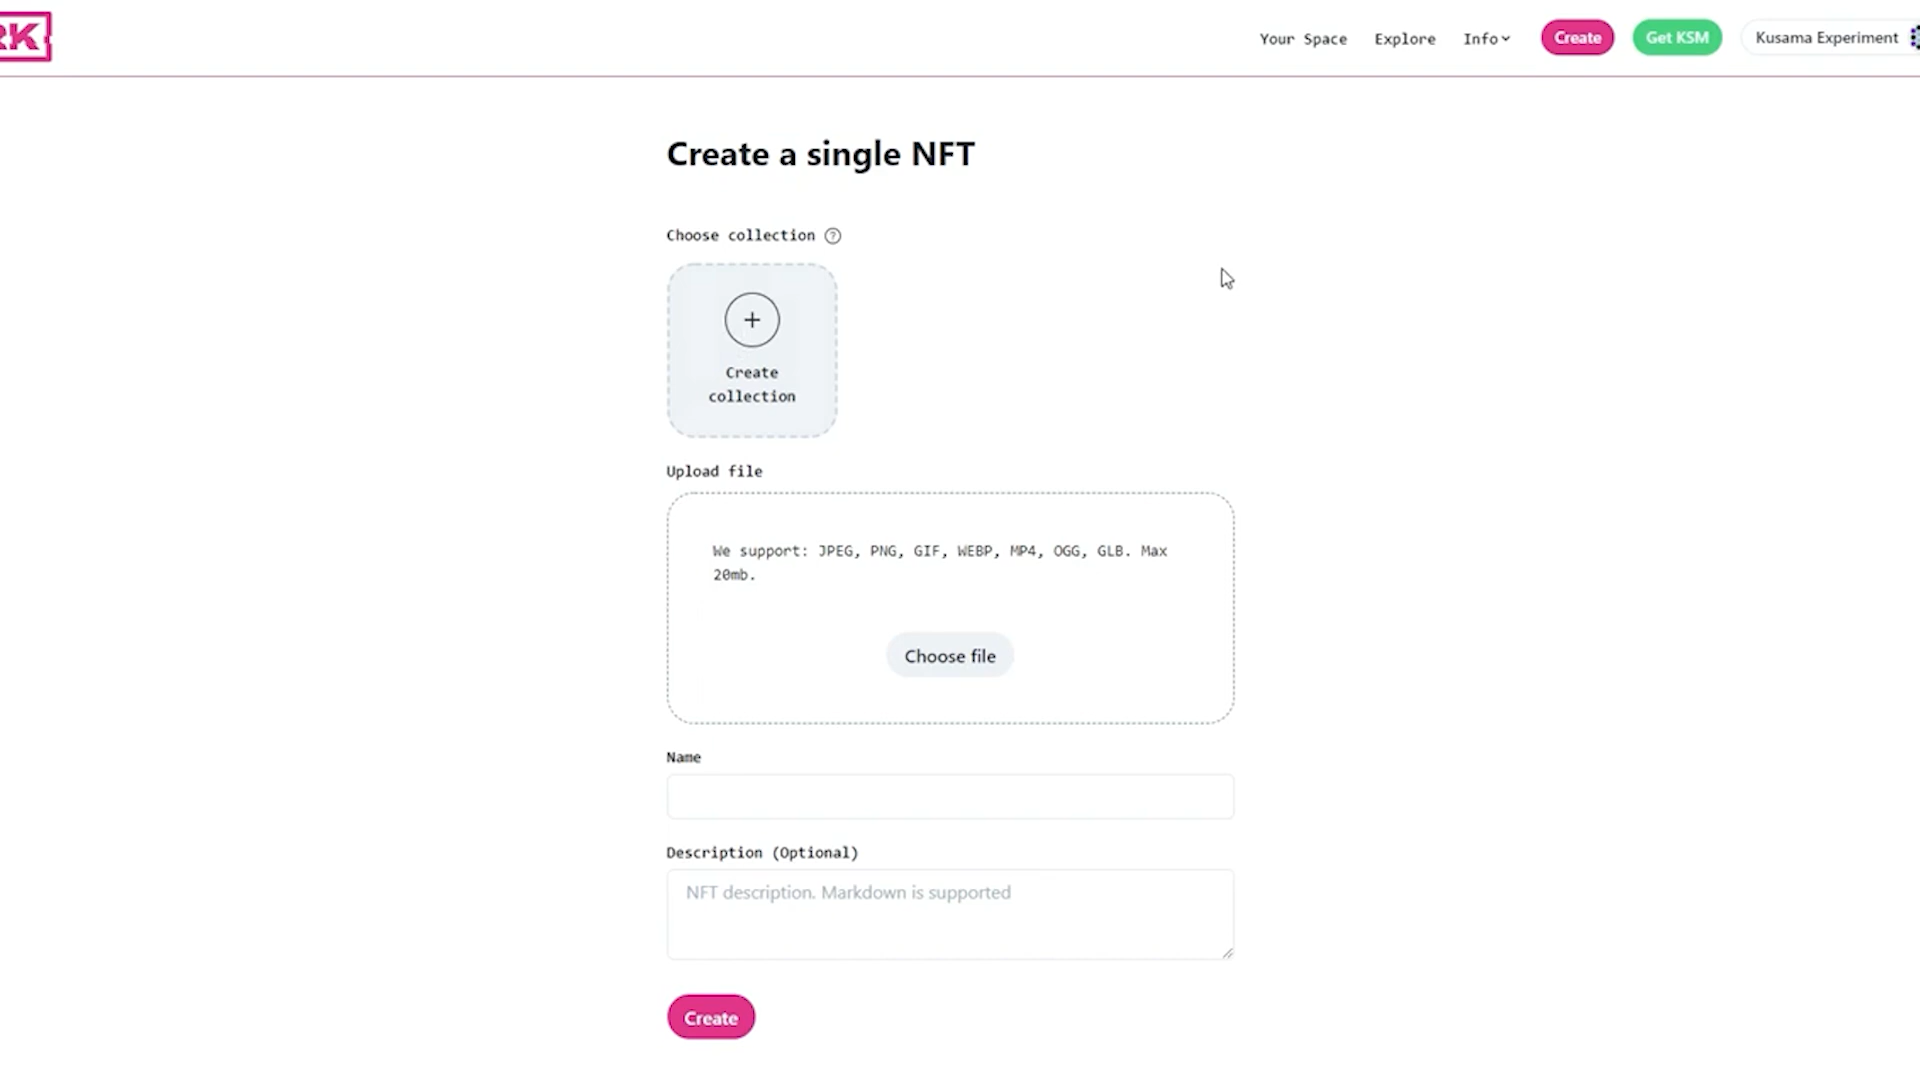 RK
Your Space Explore Info Create Get KSM Kusama Experiment
Create a single NFT
Choose collection ?
Create
collection
Upload file
We support: JPEG, PNG, GIF, WEBP, MP4, OGG, GLB. Max
20mb.
Choose file
Name
Description (Optional)
NFT description. Markdown is supported
Create